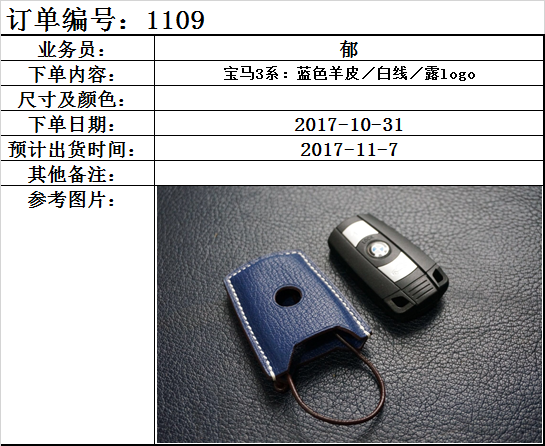 订单编号：1109
业务员： 郁
下单内容： 宝马3系：蓝色羊皮／白线／露logo
尺寸及颜色：
下单日期： 2017-10-31
预计出货时间： 2017-11-7
其他备注：
参考图片：